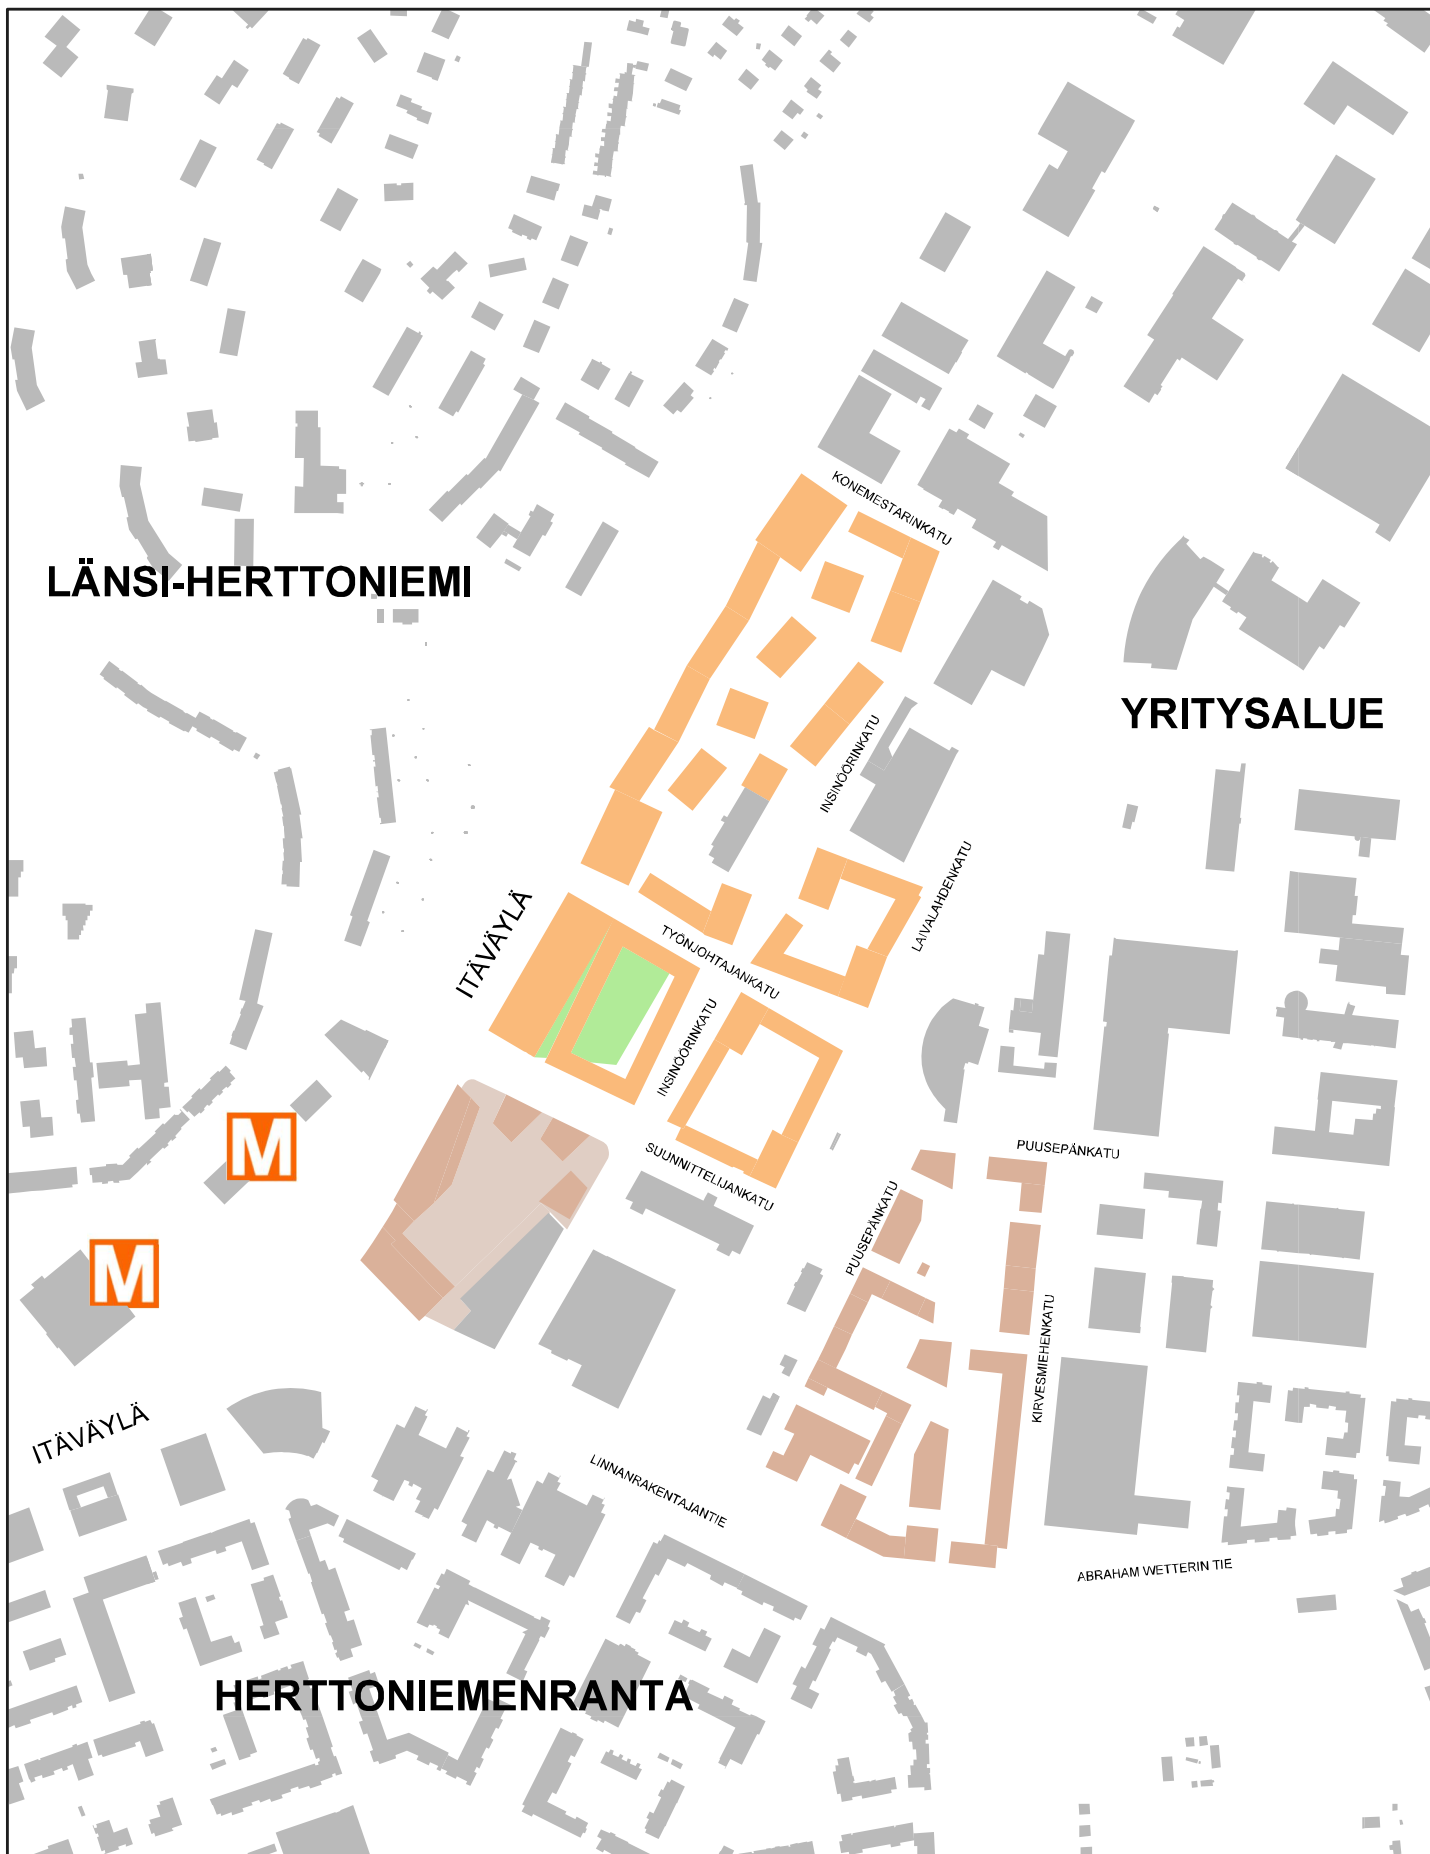 KONEMESTARINKATU
LÄNSI-HERTTONIEMI
YRITYSALUE
INSINÖÖRINKATU
LAIVALAHDENKATU
ITÄVÄYLÄ
TYÖNJOHTAJANKATU
INSINÖÖRINKATU
M
SUUNNITTELIJANKATU
PUUSEPÄNKATU
PUUSEPÄNKATU
M
KIRVESMIEHENKATU
ITÄVÄYLÄ
LINNANRAKENTAJANTIE
ABRAHAM WETTERIN TIE
HERTTONIEMENRANTA